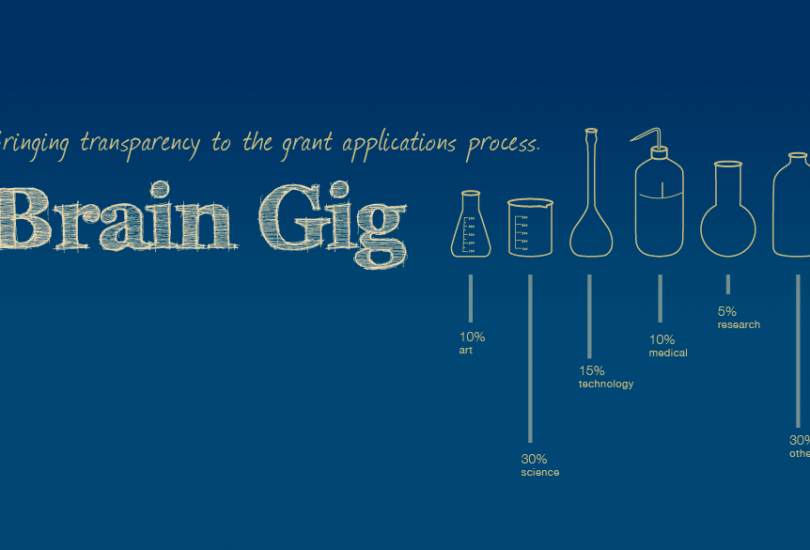 ringing transparency to the grant applications process.
Brain Gig
10%
art
30%
science
15%
technology
10%
medical
5%
research
30%
othe